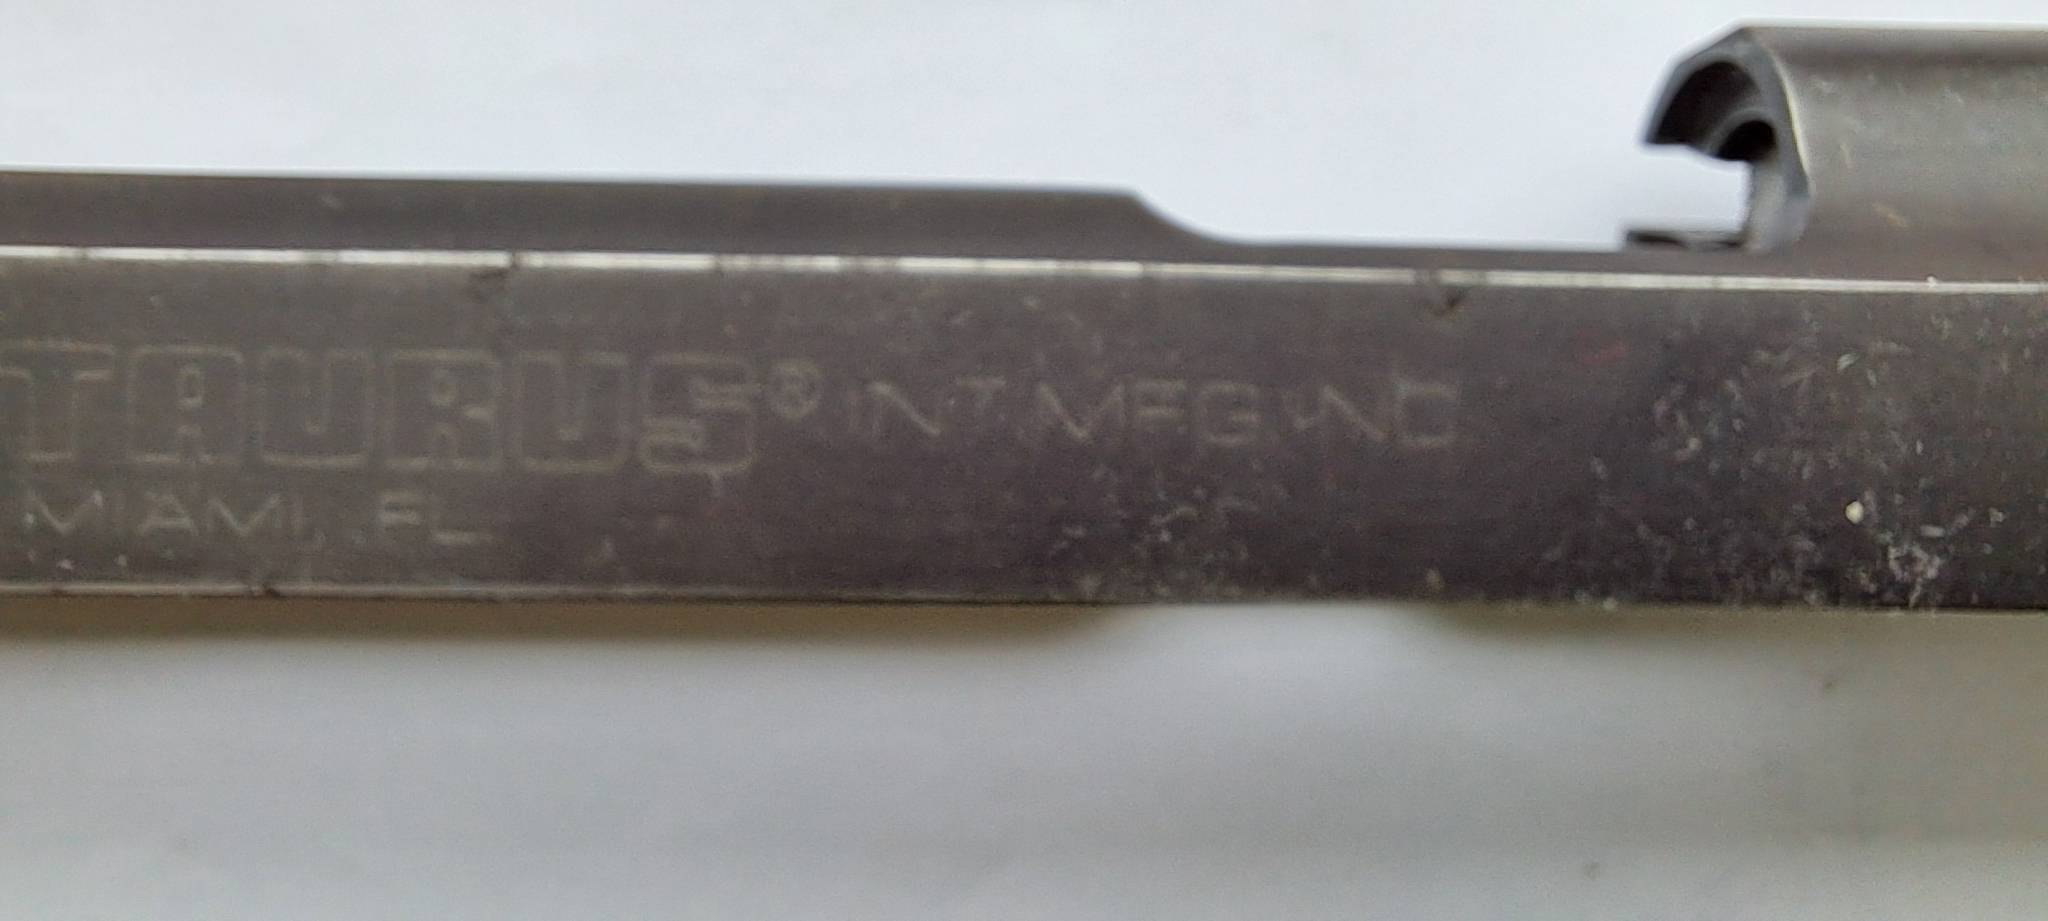 TAURUS® INT. MFG. INC
MIAMI, FL